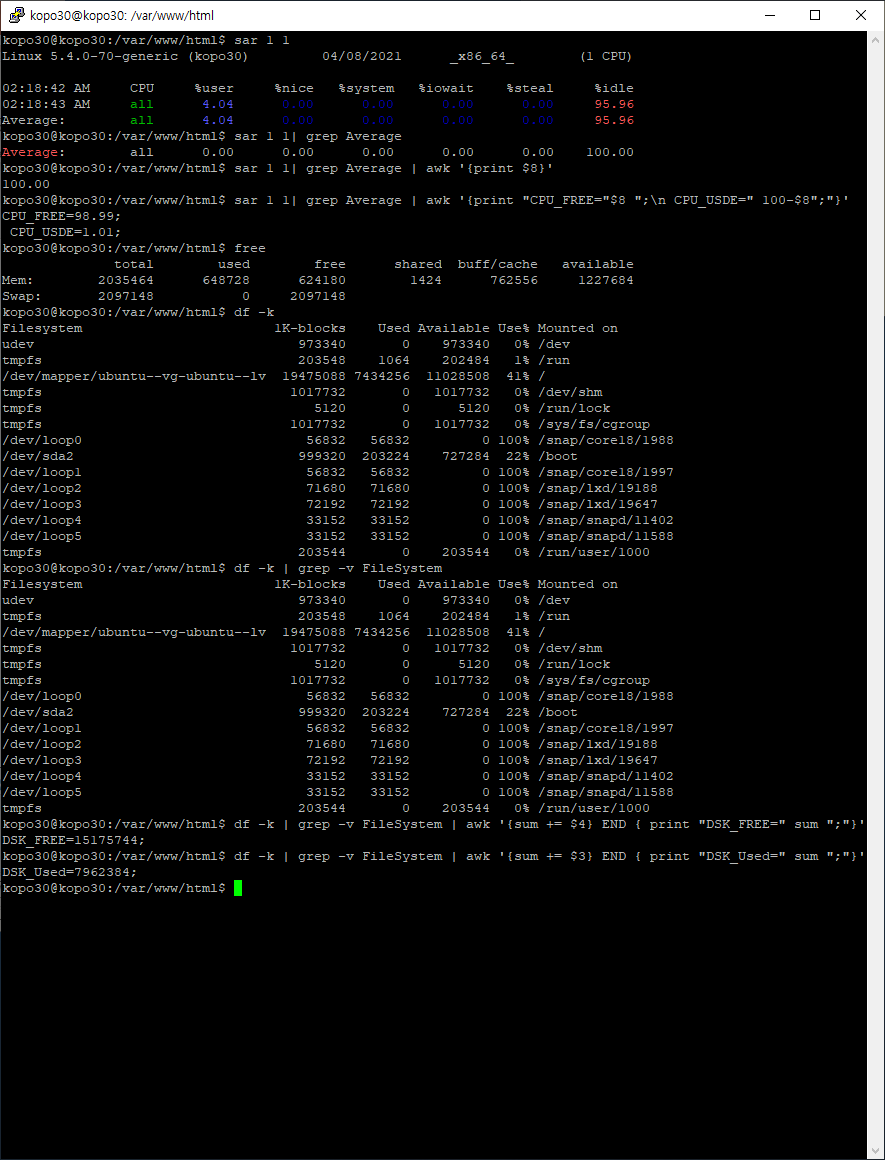 kopo30@kopo30: /var/www/html
kopo30@kopo30:/var/www/html$ sar 1 1
Linux 5.4.0-70-generic (kopo30)         04/08/2021      _x86_64_        (1 CPU)
02:18:42 AM     CPU     %user     %nice   %system   %iowait    %steal     %idle
02:18:43 AM     all      4.04      0.00      0.00      0.00      0.00     95.96
Average:        all      4.04      0.00      0.00      0.00      0.00     95.96
kopo30@kopo30:/var/www/html$ sar 1 1| grep Average
Average:        all      0.00      0.00      0.00      0.00      0.00    100.00
kopo30@kopo30:/var/www/html$ sar 1 1| grep Average | awk '{print $8}'
100.00
kopo30@kopo30:/var/www/html$ sar 1 1| grep Average | awk '{print "CPU_FREE="$8 ";\n CPU_USDE=" 100-$8";"}'
CPU_FREE=98.99;
 CPU_USDE=1.01;
kopo30@kopo30:/var/www/html$ free
              total        used        free      shared  buff/cache   available
Mem:        2035464      648728      624180        1424      762556     1227684
Swap:       2097148           0     2097148
kopo30@kopo30:/var/www/html$ df -k
Filesystem                        1K-blocks    Used Available Use% Mounted on
udev                                 973340       0    973340   0% /dev
tmpfs                                203548    1064    202484   1% /run
/dev/mapper/ubuntu--vg-ubuntu--lv  19475088 7434256  11028508  41% /
tmpfs                               1017732       0   1017732   0% /dev/shm
tmpfs                                  5120       0      5120   0% /run/lock
tmpfs                               1017732       0   1017732   0% /sys/fs/cgroup
/dev/loop0                            56832   56832         0 100% /snap/core18/1988
/dev/sda2                            999320  203224    727284  22% /boot
/dev/loop1                            56832   56832         0 100% /snap/core18/1997
/dev/loop2                            71680   71680         0 100% /snap/lxd/19188
/dev/loop3                            72192   72192         0 100% /snap/lxd/19647
/dev/loop4                            33152   33152         0 100% /snap/snapd/11402
/dev/loop5                            33152   33152         0 100% /snap/snapd/11588
tmpfs                                203544       0    203544   0% /run/user/1000
kopo30@kopo30:/var/www/html$ df -k | grep -v FileSystem
Filesystem                        1K-blocks    Used Available Use% Mounted on
udev                                 973340       0    973340   0% /dev
tmpfs                                203548    1064    202484   1% /run
/dev/mapper/ubuntu--vg-ubuntu--lv  19475088 7434256  11028508  41% /
tmpfs                               1017732       0   1017732   0% /dev/shm
tmpfs                                  5120       0      5120   0% /run/lock
tmpfs                               1017732       0   1017732   0% /sys/fs/cgroup
/dev/loop0                            56832   56832         0 100% /snap/core18/1988
/dev/sda2                            999320  203224    727284  22% /boot
/dev/loop1                            56832   56832         0 100% /snap/core18/1997
/dev/loop2                            71680   71680         0 100% /snap/lxd/19188
/dev/loop3                            72192   72192         0 100% /snap/lxd/19647
/dev/loop4                            33152   33152         0 100% /snap/snapd/11402
/dev/loop5                            33152   33152         0 100% /snap/snapd/11588
tmpfs                                203544       0    203544   0% /run/user/1000
kopo30@kopo30:/var/www/html$ df -k | grep -v FileSystem | awk '{sum += $4} END { print "DSK_FREE=" sum ";"}'
DSK_FREE=15175744;
kopo30@kopo30:/var/www/html$ df -k | grep -v FileSystem | awk '{sum += $3} END { print "DSK_Used=" sum ";"}'
DSK_Used=7962384;
kopo30@kopo30:/var/www/html$